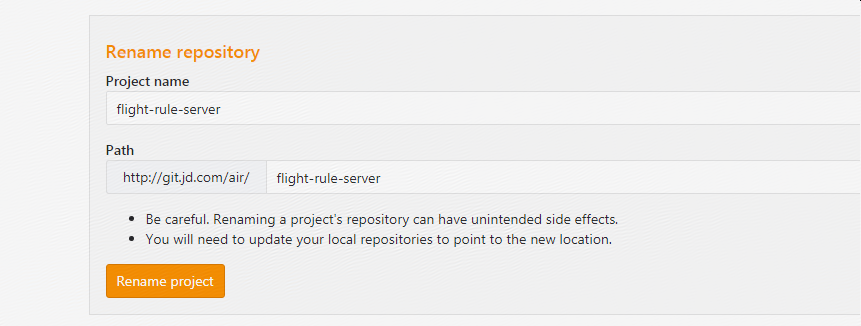 Rename repository
Project name
flight-rule-server
Path
http://git.jd.com/air/ flight-rule-server
Be careful. Renaming a project's repository can have unintended side effects.
You will need to update your local repositories to point to the new location.
Rename project